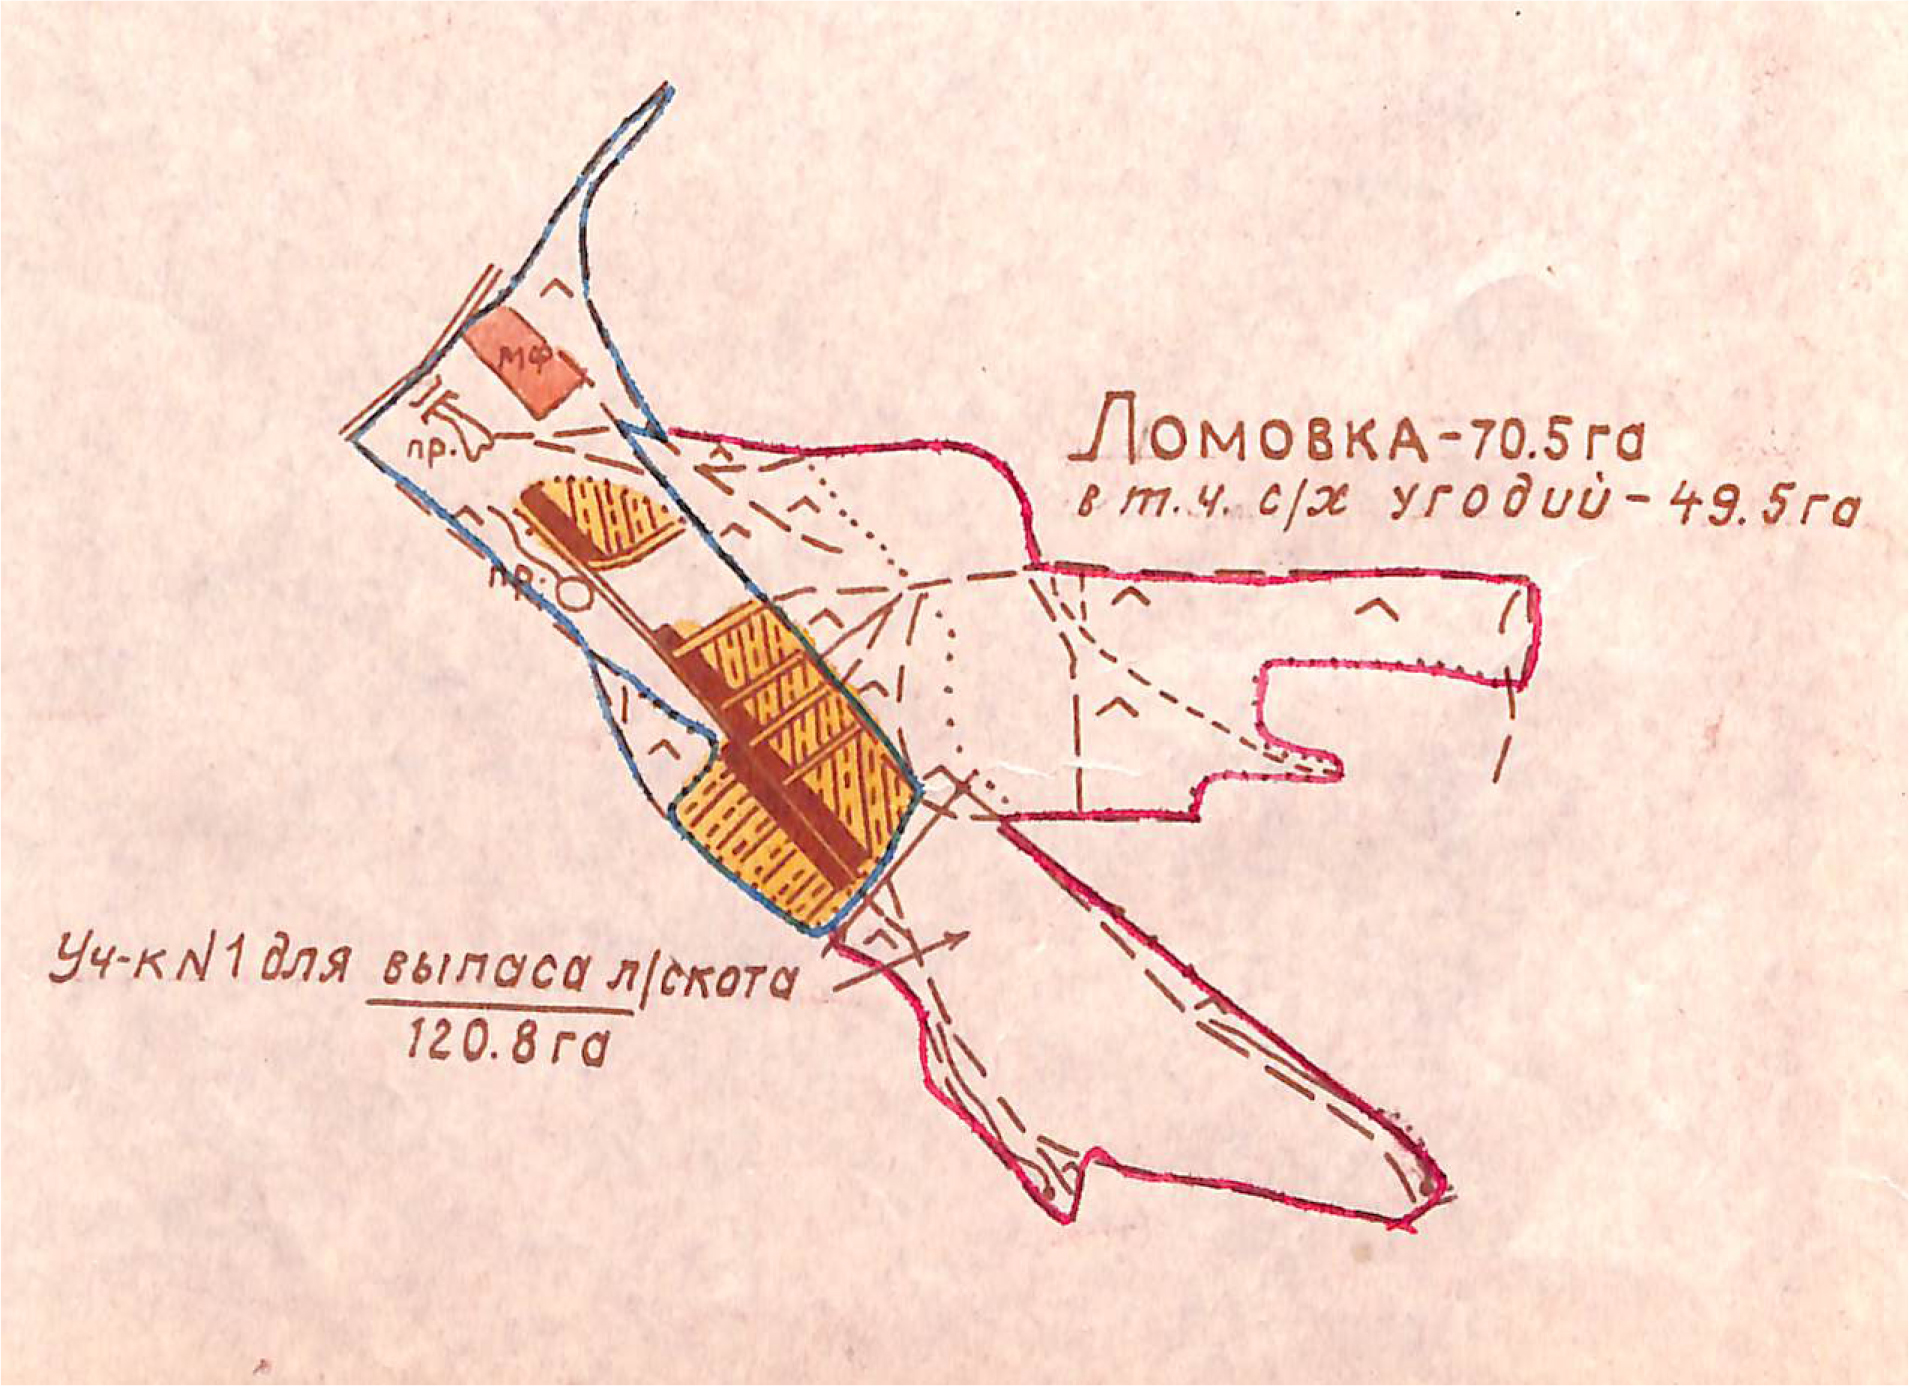 мф
Ломовка-70.5га
пр.
в т.ч. с/х угодий-49.5га
пр.
Уч-к N1 для выпаса л/скота
120.8га